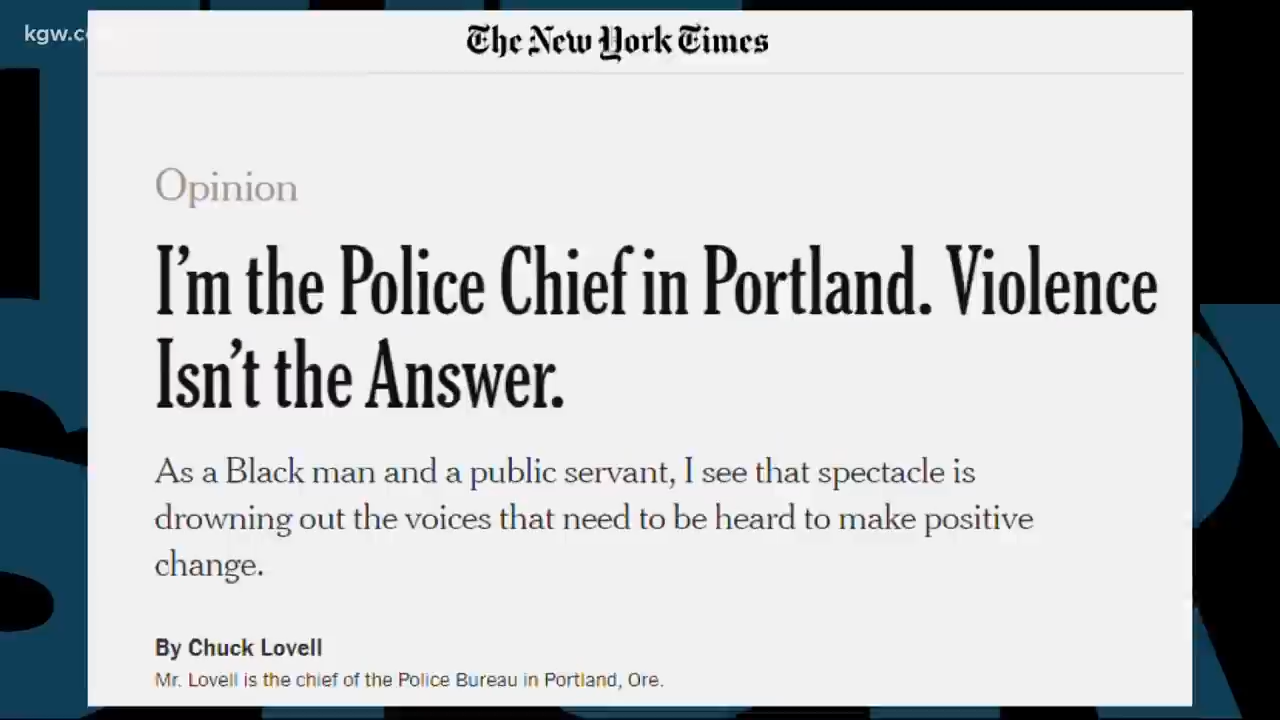 The New York Times
Opinion
I'm the Police Chief in Portland. Violence
Isn't the Answer.
As a Black man and a public servant, I see that spectacle is
drowning out the voices that need to be heard to make positive
change.
By Chuck Lovell
Mr. Lovell is the chief of the Police Bureau in Portland, Ore.